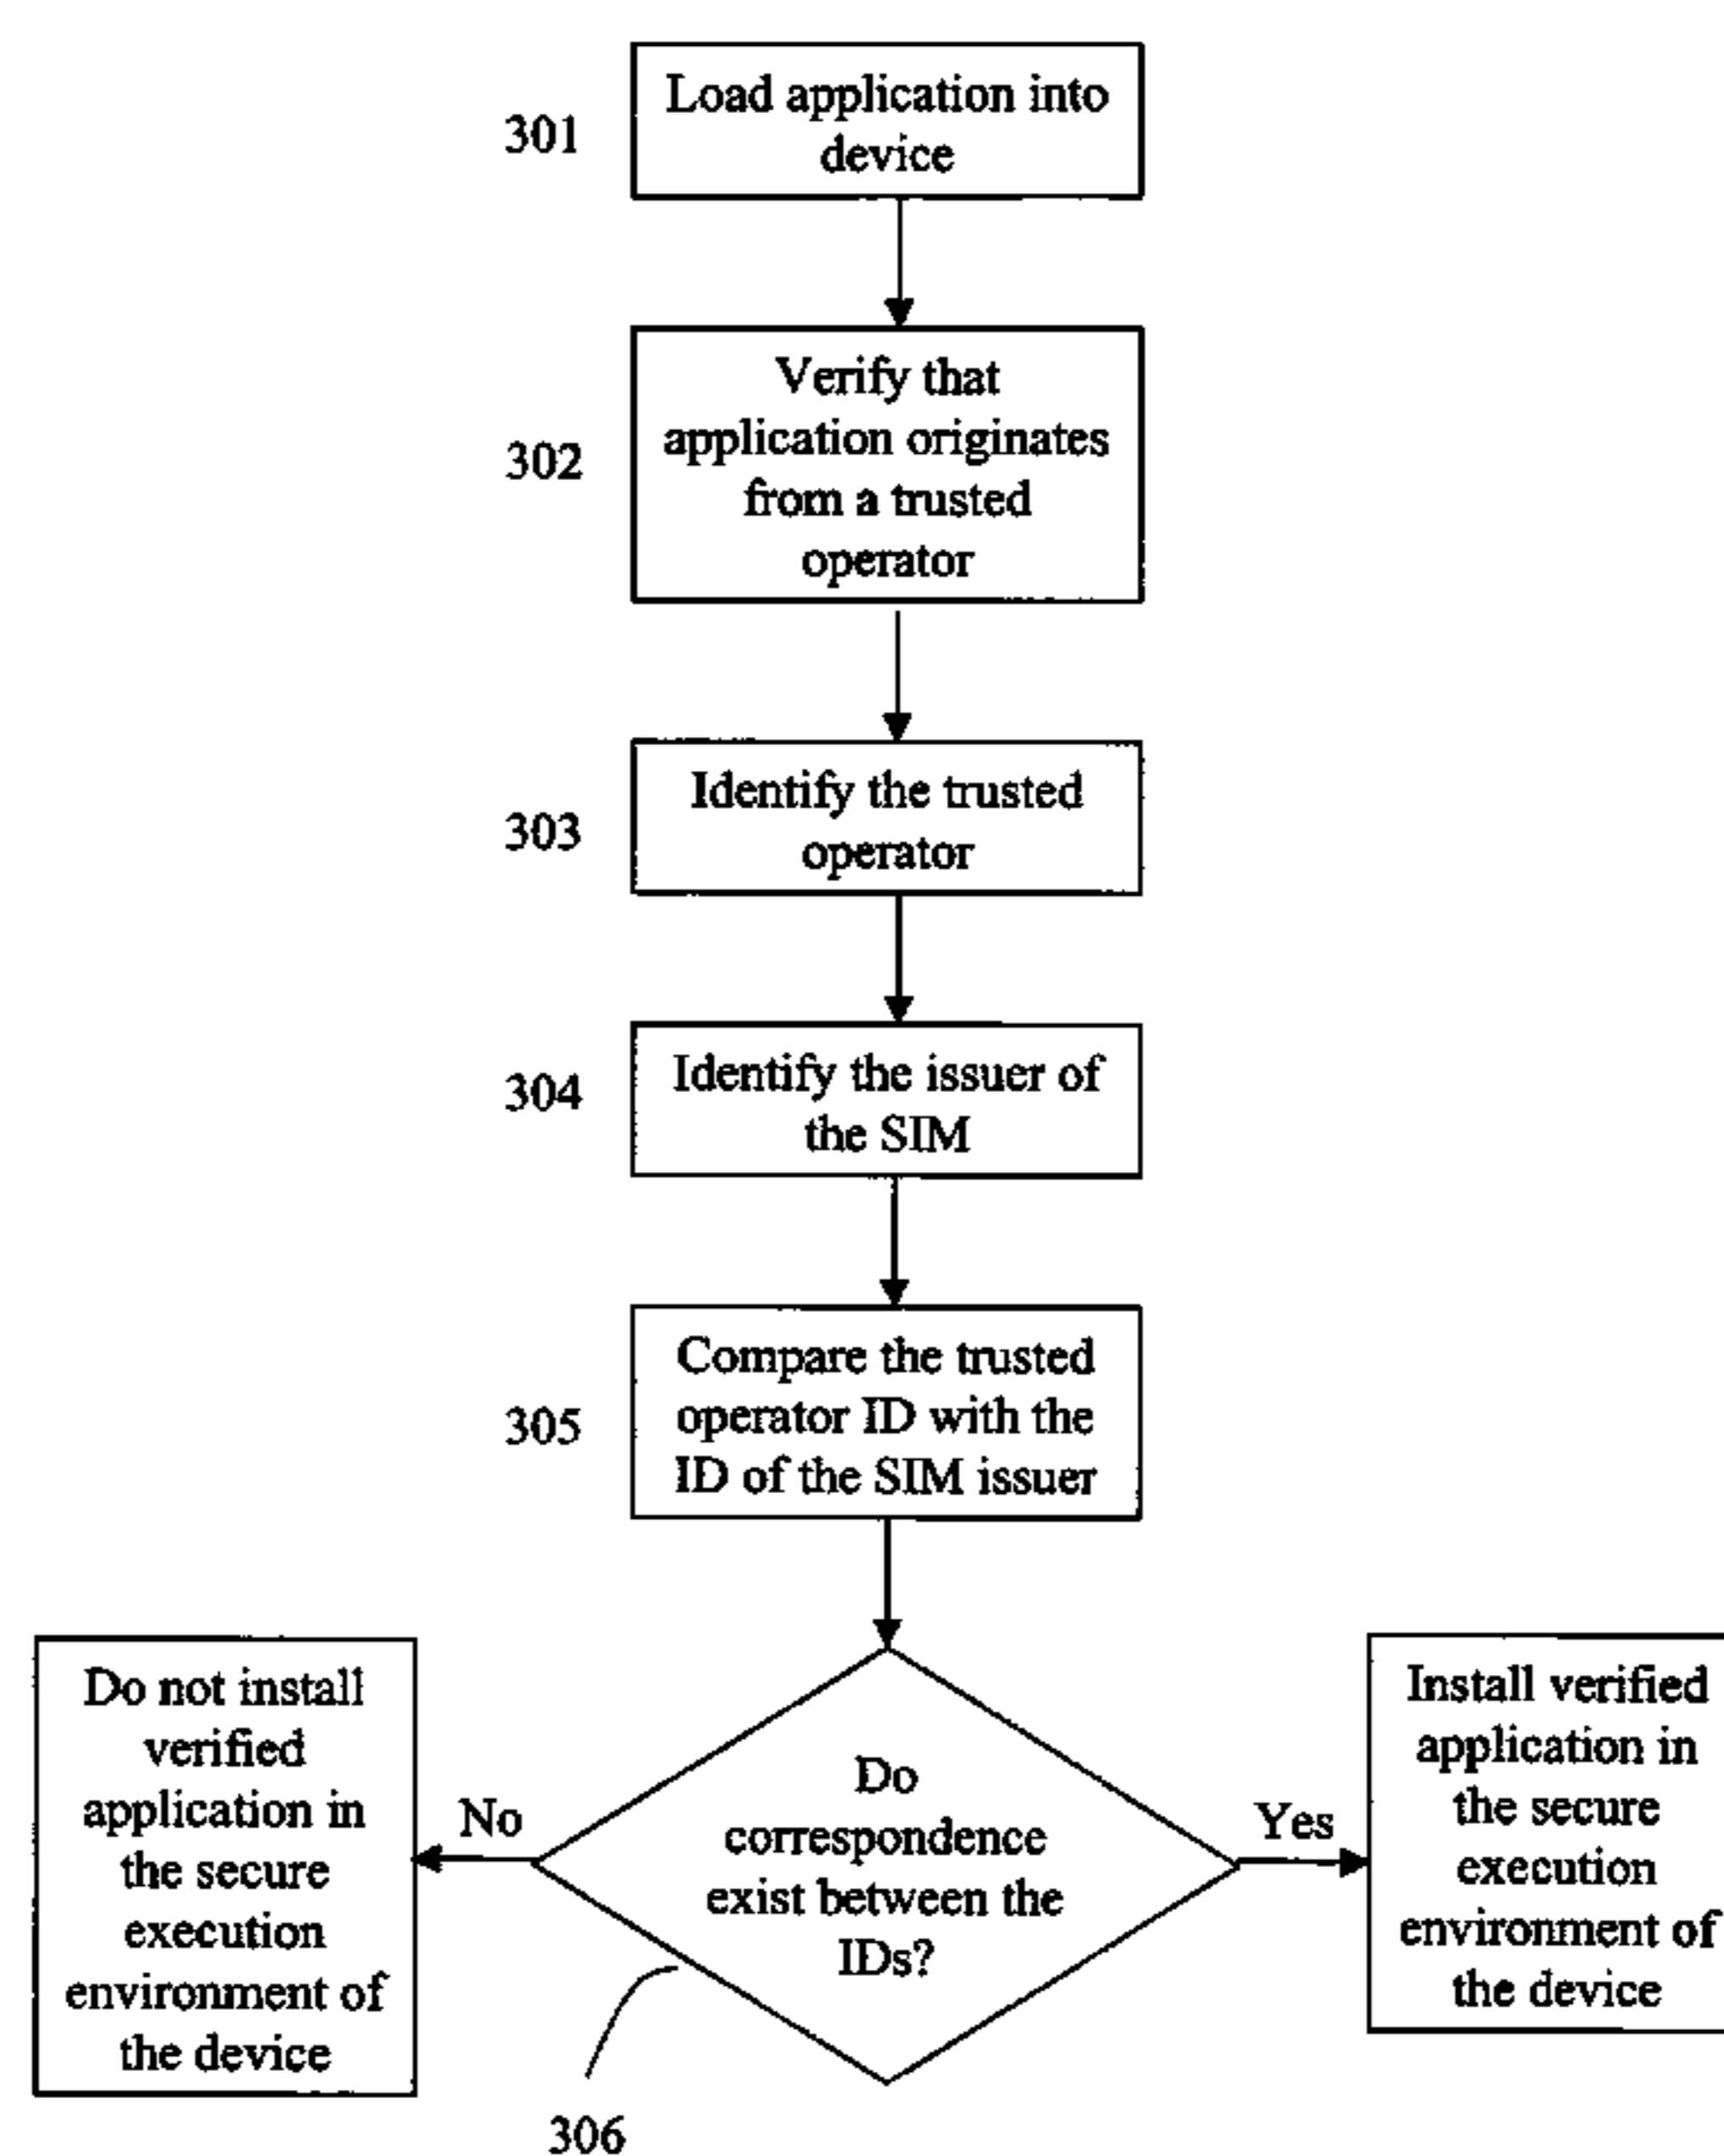 301
Load application into
device
302
Verify that
application originates
from a trusted
operator
303
Identify the trusted
operator
304
Identify the issuer of
the SIM
305
Compare the trusted
operator ID with the
ID of the SIM issuer
Do not install
verified
application in
the secure
execution
environment of
the device
No
Do
correspondence
exist between the
IDs?
Yes
Install verified
application in
the secure
execution
environment of
the device
306